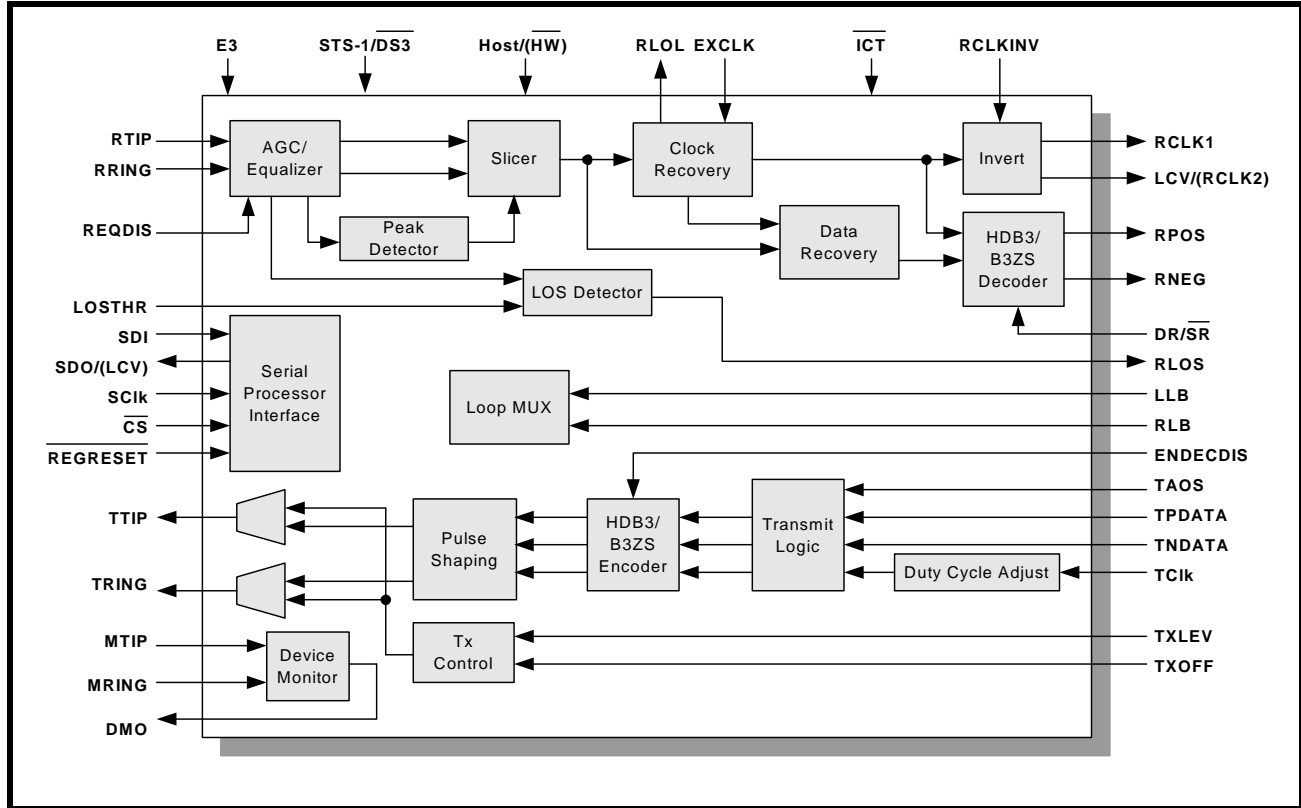 E3
STS-1/DS3
Host/(HW)
RLOL
EXCLK
ICT
RCLKINV
RTIP
RRING
REQDIS
LOSTHR
SDI
SDO/(LCV)
SClk
CS
REGRESET
TTIP
TRING
MTIP
MRING
DMO
AGC/
Equalizer
Slicer
Peak
Detector
LOS Detector
Clock
Recovery
Data
Recovery
Invert
HDB3/
B3ZS
Decoder
Serial
Processor
Interface
Loop MUX
Pulse
Shaping
HDB3/
B3ZS
Encoder
Transmit
Logic
Duty Cycle Adjust
Tx
Control
Device
Monitor
RCLK1
LCV/(RCLK2)
RPOS
RNEG
DR/SR
RLOS
LLB
RLB
ENDECDIS
TAOS
TPDATA
TNDATA
TClk
TXLEV
TXOFF